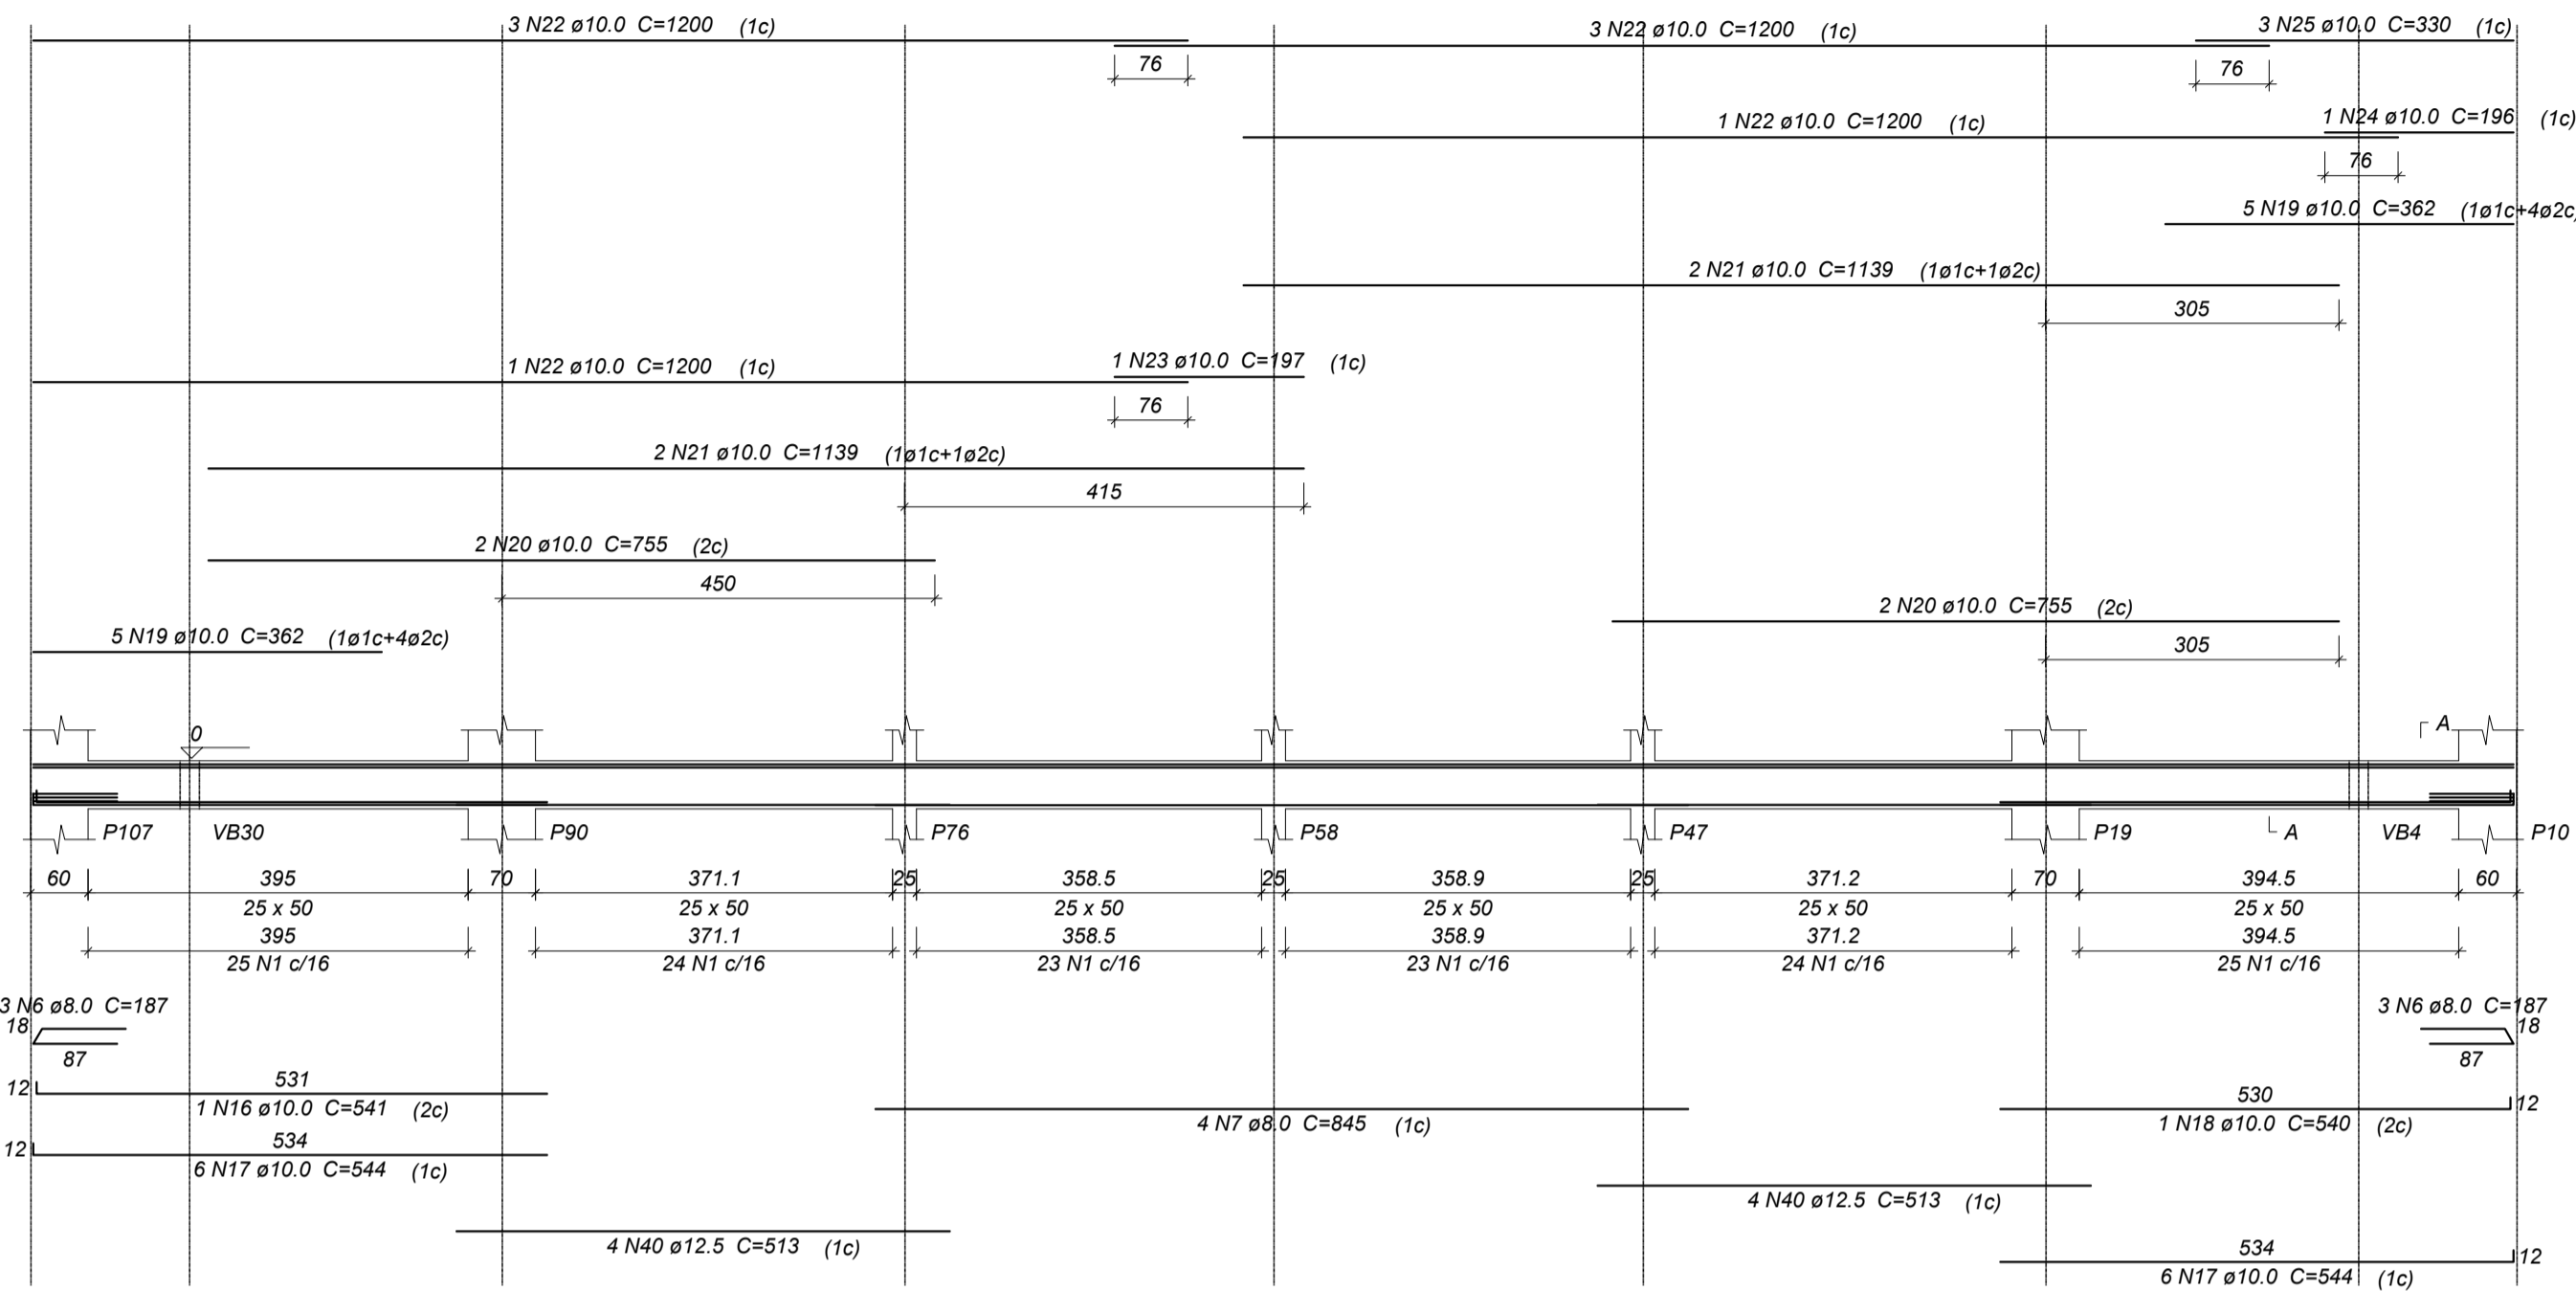 3 N22 ø10.0 C=1200 (1c)
3 N22 ø10.0 C=1200 (1c)
3 N25 ø10.0 C=330 (1c)
76
76
1 N22 ø10.0 C=1200 (1c)
1 N24 ø10.0 C=196 (1c)
76
5 N19 ø10.0 C=362 (1ø1c+4ø2c)
2 N21 ø10.0 C=1139 (1ø1c+1ø2c)
305
1 N22 ø10.0 C=1200 (1c)
1 N23 ø10.0 C=197 (1c)
76
2 N21 ø10.0 C=1139 (1ø1c+1ø2c)
415
2 N20 ø10.0 C=755 (2c)
450
2 N20 ø10.0 C=755 (2c)
305
5 N19 ø10.0 C=362 (1ø1c+4ø2c)
0
A
P107 VB30 P90 P76 P58 P47 P19 A VB4 P10
60 395 70 371.1 25 358.5 25 358.9 25 371.2 70 394.5 60
25 x 50 25 x 50 25 x 50 25 x 50 25 x 50 25 x 50
395 371.1 358.5 358.9 371.2 394.5
25 N1 c/16 24 N1 c/16 23 N1 c/16 23 N1 c/16 24 N1 c/16 25 N1 c/16
3 N6 ø8.0 C=187
18
87
3 N6 ø8.0 C=187
18
87
12
531
1 N16 ø10.0 C=541 (2c)
4 N7 ø8.0 C=845 (1c)
530
12
1 N18 ø10.0 C=540 (2c)
12
534
6 N17 ø10.0 C=544 (1c)
4 N40 ø12.5 C=513 (1c)
4 N40 ø12.5 C=513 (1c)
534
12
6 N17 ø10.0 C=544 (1c)